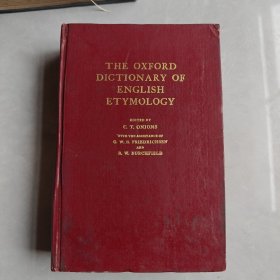 THE OXFORD
DICTIONARY OF
ENGLISH
ETYMOLOGY
EDITED BY
C. T. ONIONS
WITH THE ASSISTANCE OF
G. W. S. FRIEDRICHSEN
AND
R. W. BURCHFIELD